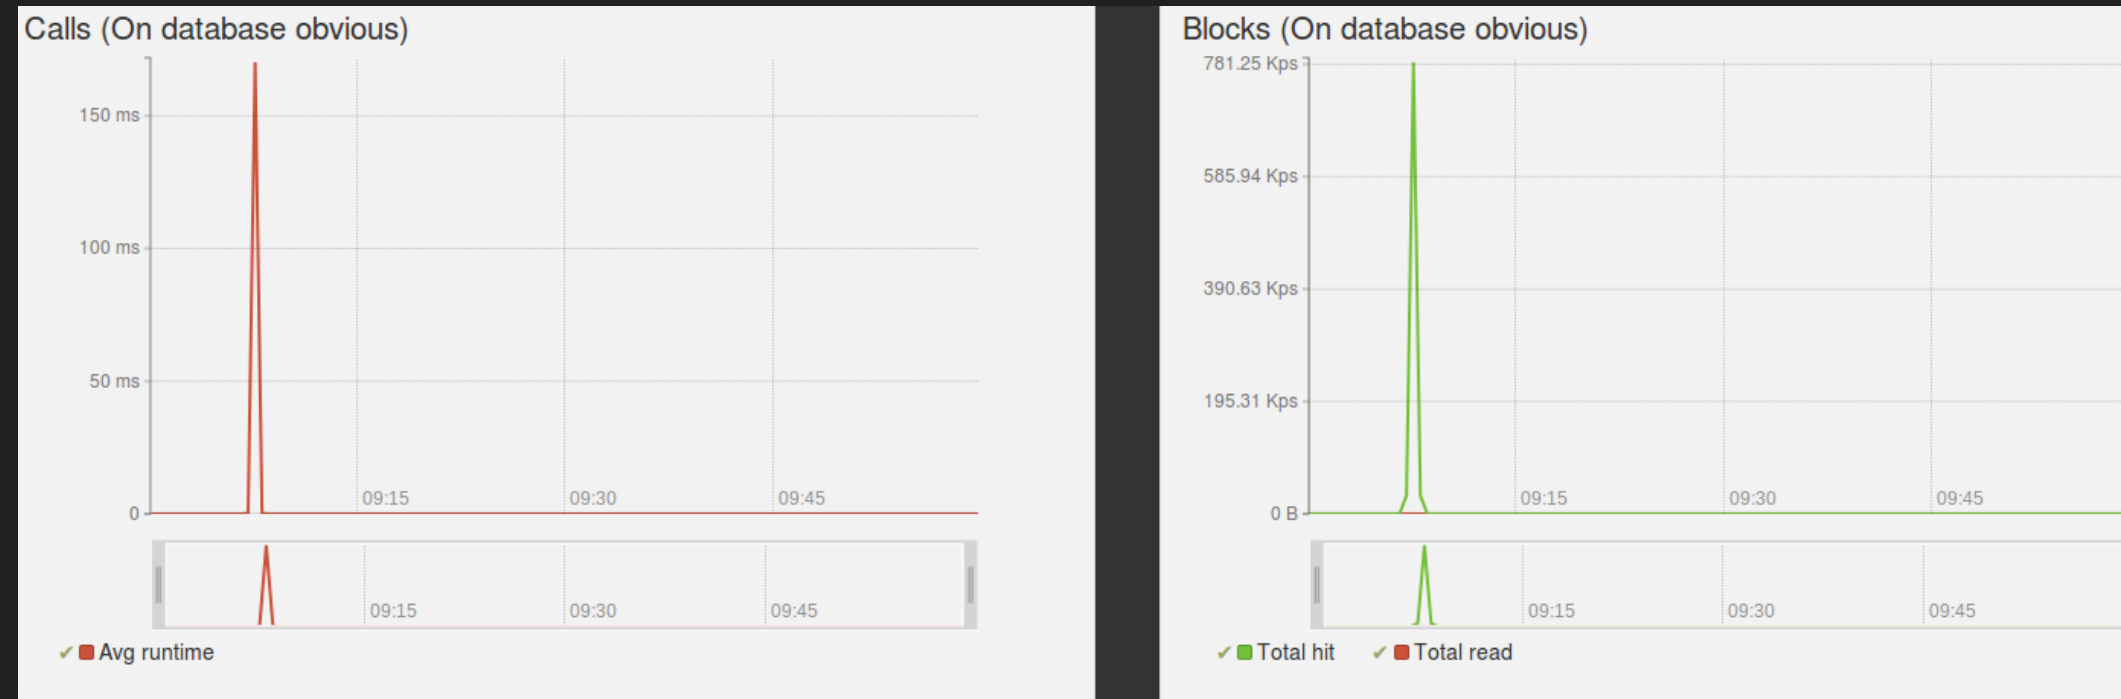 Calls (On database obvious)
150 ms
100 ms
50 ms
0
09:15
09:30
09:45
09:15
09:30
09:45
✔ Avg runtime
Blocks (On database obvious)
781.25 Kps
585.94 Kps
390.63 Kps
195.31 Kps
0 B
09:15
09:30
09:45
09:15
09:30
09:45
✔ Total hit ✔ Total read